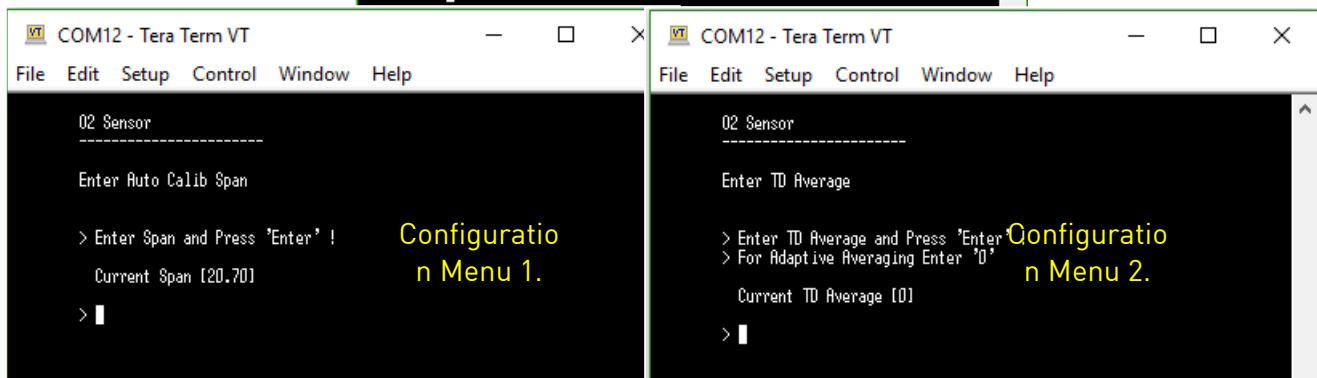 COM12 - Tera Term VT
File Edit Setup Control Window Help
O2 Sensor
-----------------------
Enter Auto Calib Span
> Enter Span and Press 'Enter' !
Current Span [20.70]
>
Configuratio
n Menu 1.
COM12 - Tera Term VT
File Edit Setup Control Window Help
O2 Sensor
-----------------------
Enter TD Average
> Enter TD Average and Press 'Enter' !
> For Adaptive Averaging Enter '0'
Current TD Average [0]
>
Configuratio
n Menu 2.